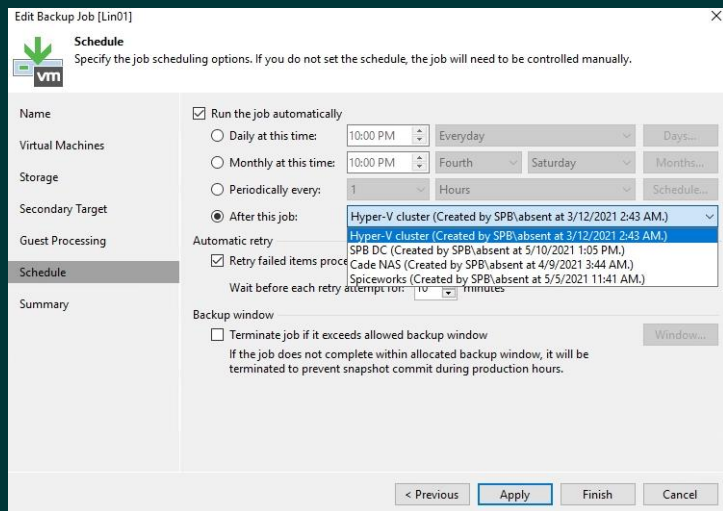 Edit Backup Job [Lin01]
Schedule
Specify the job scheduling options. If you do not set the schedule, the job will need to be controlled manually.
vm
Name
Virtual Machines
Storage
Secondary Target
Guest Processing
Schedule
Summary
Run the job automatically
Daily at this time: 10:00 PM Everyday Days...
Monthly at this time: 10:00 PM Fourth Saturday Months...
Periodically every: 1 Hours Schedule...
After this job: Hyper-V cluster (Created by SPB\absent at 3/12/2021 2:43 AM.)
Hyper-V cluster (Created by SPB\absent at 3/12/2021 2:43 AM.)
SPB DC (Created by SPB\absent at 5/10/2021 1:05 PM.)
Cade NAS (Created by SPB\absent at 4/9/2021 3:44 AM.)
Spiceworks (Created by SPB\absent at 5/5/2021 11:41 AM.)
Automatic retry
Retry failed items proce
Wait before each retry attempt for: 10 minutes
Backup window
Terminate job if it exceeds allowed backup window Window...
If the job does not complete within allocated backup window, it will be
terminated to prevent snapshot commit during production hours.
< Previous Apply Finish Cancel